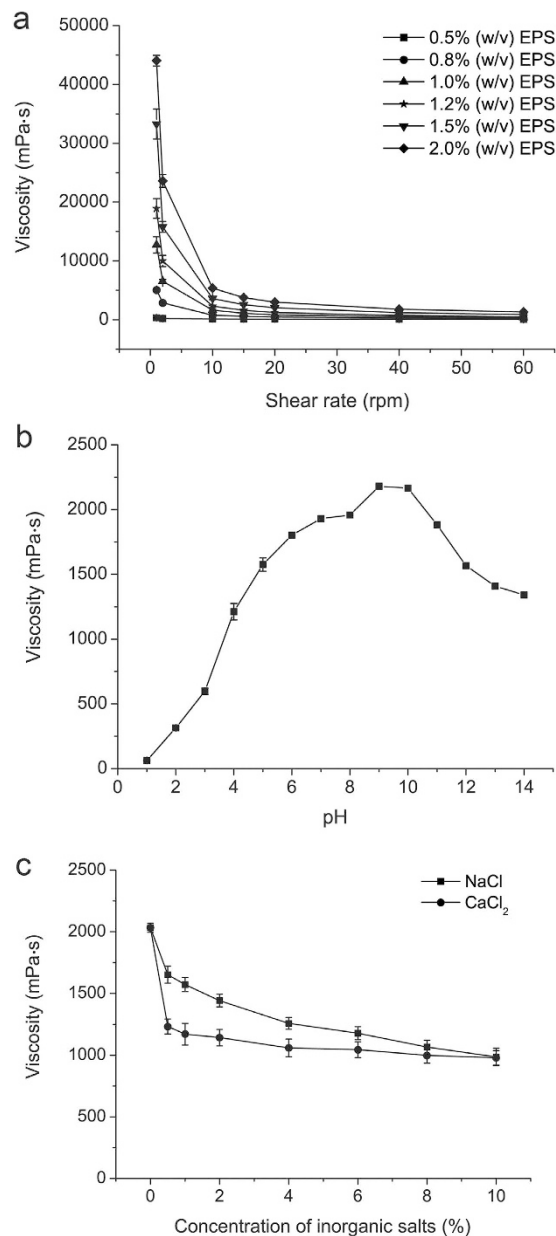 a
50000
40000
30000
20000
10000
0
Viscosity (mPa·s)
0.5% (w/v) EPS
0.8% (w/v) EPS
1.0% (w/v) EPS
1.2% (w/v) EPS
1.5% (w/v) EPS
2.0% (w/v) EPS
0 10 20 30 40 50 60
Shear rate (rpm)
b
2500
2000
1500
1000
500
0
Viscosity (mPa·s)
0 2 4 6 8 10 12 14
pH
c
2500
2000
1500
1000
500
0
Viscosity (mPa·s)
NaCl
CaCl₂
0 2 4 6 8 10
Concentration of inorganic salts (%)